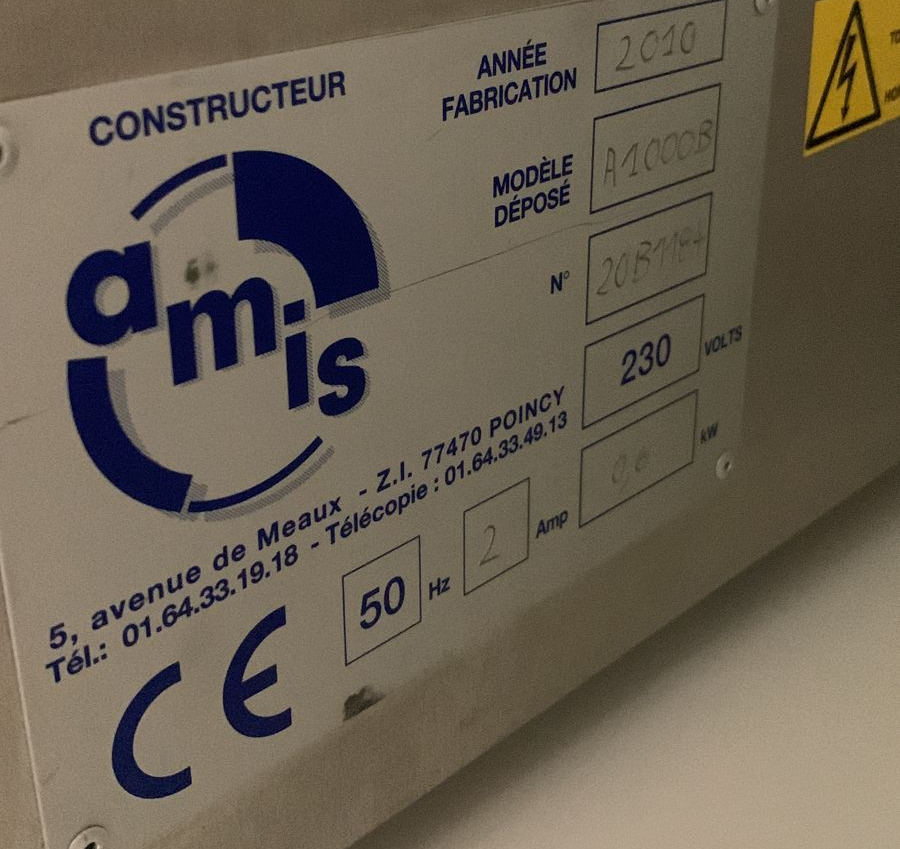 CONSTRUCTEUR
amis
ANNÉE
FABRICATION
2010
MODÈLE
DÉPOSÉ
A1000B
N°
230
VOLTS
kW
5, avenue de Meaux - Z.I. 77470 POINCY
Tél.: 01.64.33.19.18 - Télécopie : 01.64.33.49.13
CE
50
Hz
2
Amp